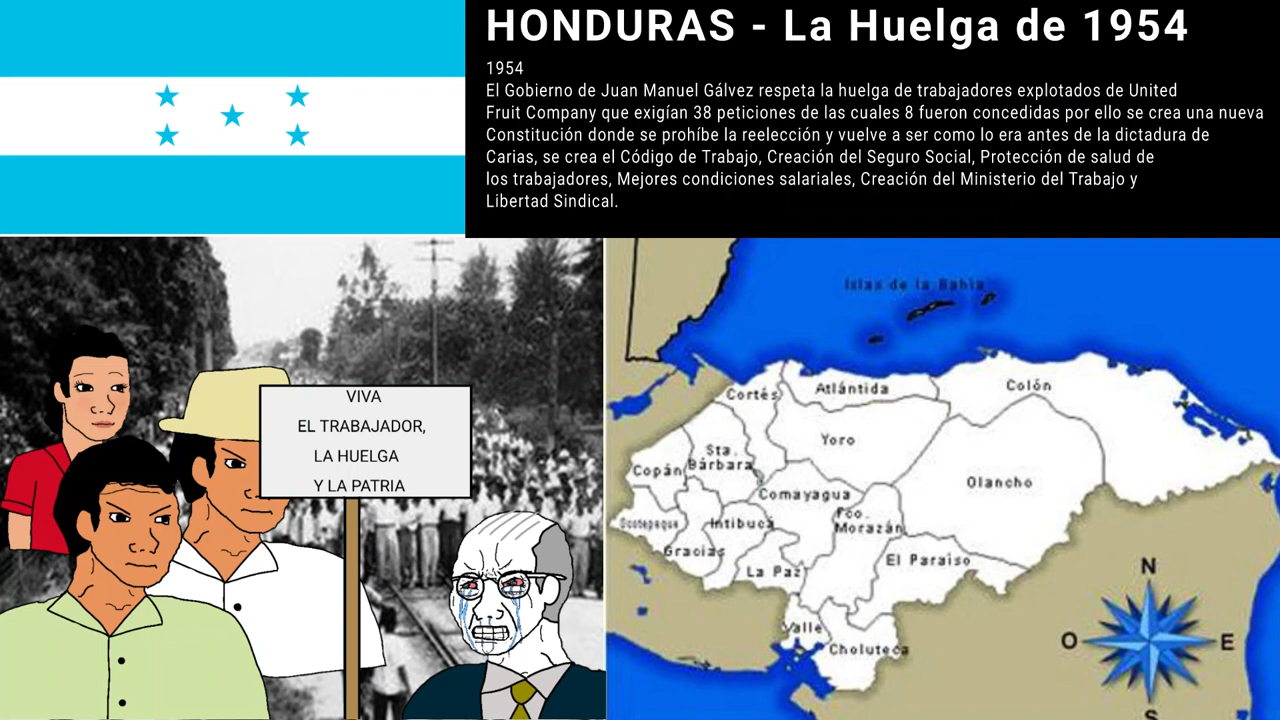 HONDURAS - La Huelga de 1954
1954
El Gobierno de Juan Manuel Gálvez respeta la huelga de trabajadores explotados de United
Fruit Company que exigían 38 peticiones de las cuales 8 fueron concedidas por ello se crea una nueva
Constitución donde se prohíbe la reelección y vuelve a ser como lo era antes de la dictadura de
Carias, se crea el Código de Trabajo, Creación del Seguro Social, Protección de salud de
los trabajadores, Mejores condiciones salariales, Creación del Ministerio del Trabajo y
Libertad Sindical.
VIVA
EL TRABAJADOR,
LA HUELGA
Y LA PATRIA
Islas de la Bahia
Cortés
Atlántida
Colón
Yoro
Sta.
Bárbara
Copán
Olancho
Comayagua
Fco.
Morazán
Ocotepeque
Intibucá
Gracias
La Paz
El Paraiso
Valle
Choluteca
N
O
E
S